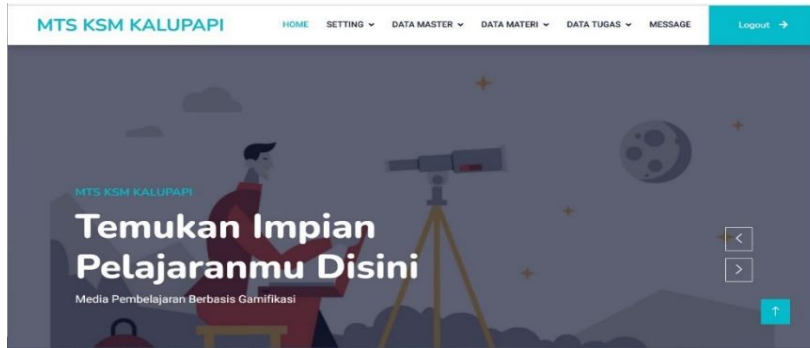 MTS KSM KALUPAPI
HOME SETTING DATA MASTER DATA MATERI DATA TUGAS MESSAGE Logout
MTS KSM KALUPAPI
Temukan Impian
Pelajaranmu Disini
Media Pembelajaran Berbasis Gamifikasi